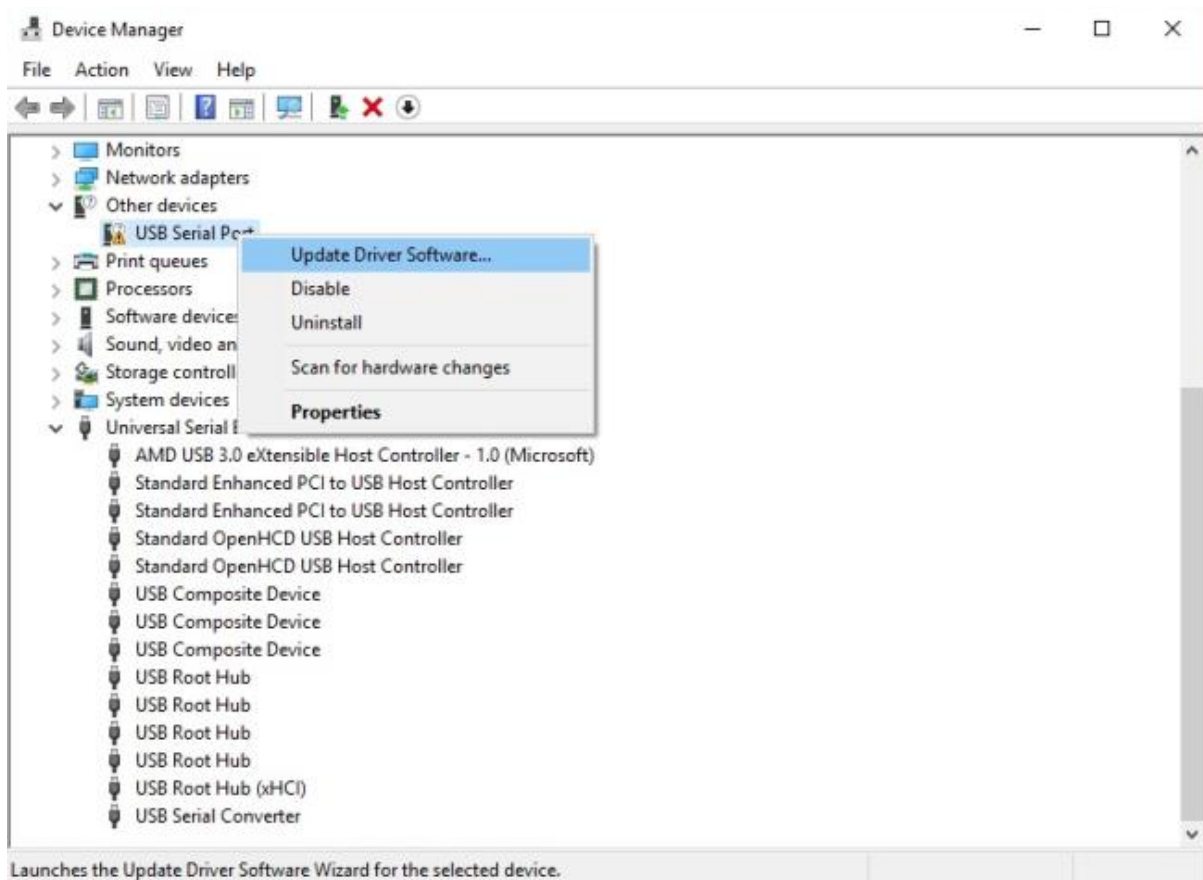 Device Manager
File Action View Help
Monitors
Network adapters
Other devices
USB Serial Port
Update Driver Software...
Print queues
Disable
Processors
Uninstall
Software devices
Sound, video an
Scan for hardware changes
Storage controll
System devices
Properties
Universal Serial
AMD USB 3.0 eXtensible Host Controller - 1.0 (Microsoft)
Standard Enhanced PCI to USB Host Controller
Standard Enhanced PCI to USB Host Controller
Standard OpenHCD USB Host Controller
Standard OpenHCD USB Host Controller
USB Composite Device
USB Composite Device
USB Composite Device
USB Root Hub
USB Root Hub
USB Root Hub
USB Root Hub
USB Root Hub (xHCI)
USB Serial Converter
Launches the Update Driver Software Wizard for the selected device.